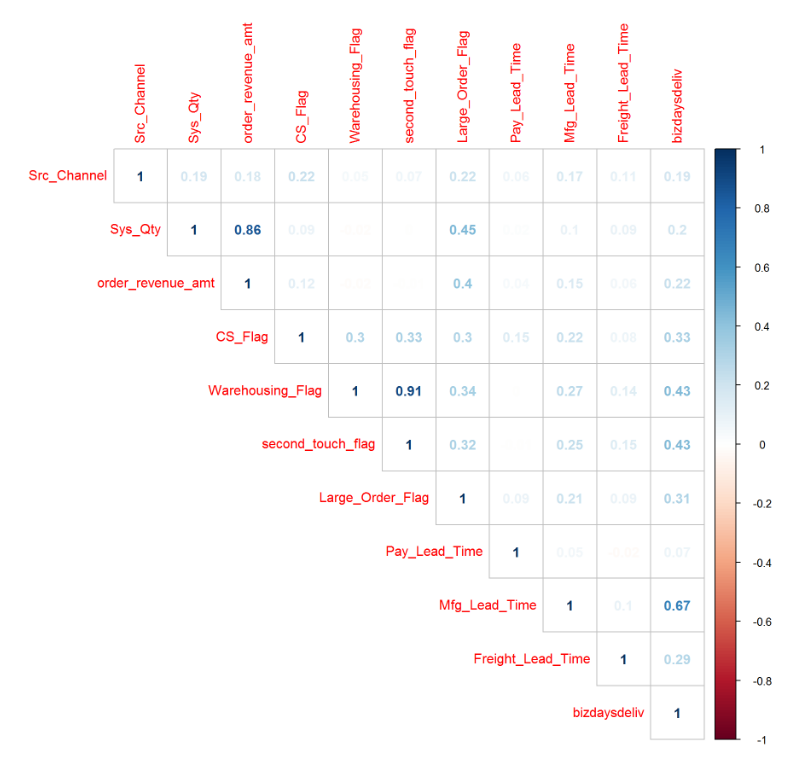 Src_Channel
Sys_Qty
order_revenue_amt
CS_Flag
Warehousing_Flag
second_touch_flag
Large_Order_Flag
Pay_Lead_Time
Mfg_Lead_Time
Freight_Lead_Time
bizdaysdeliv
Src_Channel 1 0.19 0.18 0.22 0.05 0.07 0.22 0.06 0.17 0.11 0.19
Sys_Qty 1 0.86 0.09 0.45 0.1 0.09 0.2
order_revenue_amt 1 0.12 0.4 0.04 0.15 0.06 0.22
CS_Flag 1 0.3 0.33 0.3 0.15 0.22 0.08 0.33
Warehousing_Flag 1 0.91 0.34 0.27 0.14 0.43
second_touch_flag 1 0.32 0.25 0.15 0.43
Large_Order_Flag 1 0.09 0.21 0.09 0.31
Pay_Lead_Time 1 0.05 0.07
Mfg_Lead_Time 1 0.1 0.67
Freight_Lead_Time 1 0.29
bizdaysdeliv 1
1
0.8
0.6
0.4
0.2
0
-0.2
-0.4
-0.6
-0.8
-1